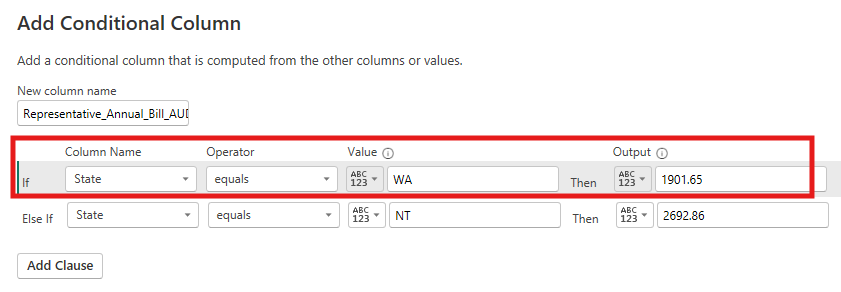 Add Conditional Column
Add a conditional column that is computed from the other columns or values.
New column name
Representative_Annual_Bill_AUD
Column Name Operator Value Output
If State equals ABC 123 WA Then ABC 123 1901.65
Else If State equals ABC 123 NT Then ABC 123 2692.86
Add Clause